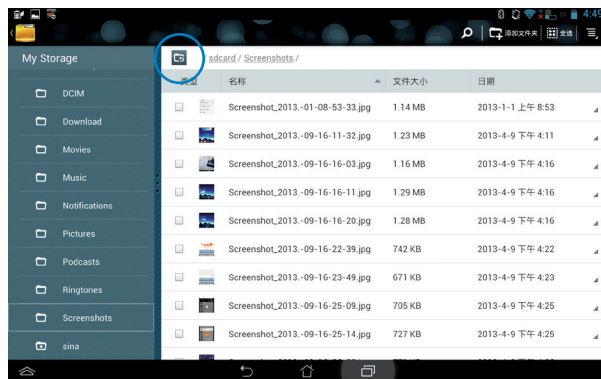 4:49
添加文件夹 全选
My Storage
sdcard / Screenshots /
类型 名称 文件大小 日期
DCIM
Download
Movies
Music
Notifications
Pictures
Podcasts
Ringtones
Screenshots
sina
Screenshot_2013.-01-08-53-33.jpg 1.14 MB 2013-1-1 上午 8:53
Screenshot_2013.-09-16-11-32.jpg 1.23 MB 2013-4-9 下午 4:11
Screenshot_2013.-09-16-16-03.jpg 1.16 MB 2013-4-9 下午 4:16
Screenshot_2013.-09-16-16-11.jpg 1.29 MB 2013-4-9 下午 4:16
Screenshot_2013.-09-16-16-20.jpg 1.28 MB 2013-4-9 下午 4:16
Screenshot_2013.-09-16-22-39.jpg 742 KB 2013-4-9 下午 4:22
Screenshot_2013.-09-16-23-49.jpg 671 KB 2013-4-9 下午 4:23
Screenshot_2013.-09-16-25-09.jpg 705 KB 2013-4-9 下午 4:25
Screenshot_2013.-09-16-25-14.jpg 727 KB 2013-4-9 下午 4:25